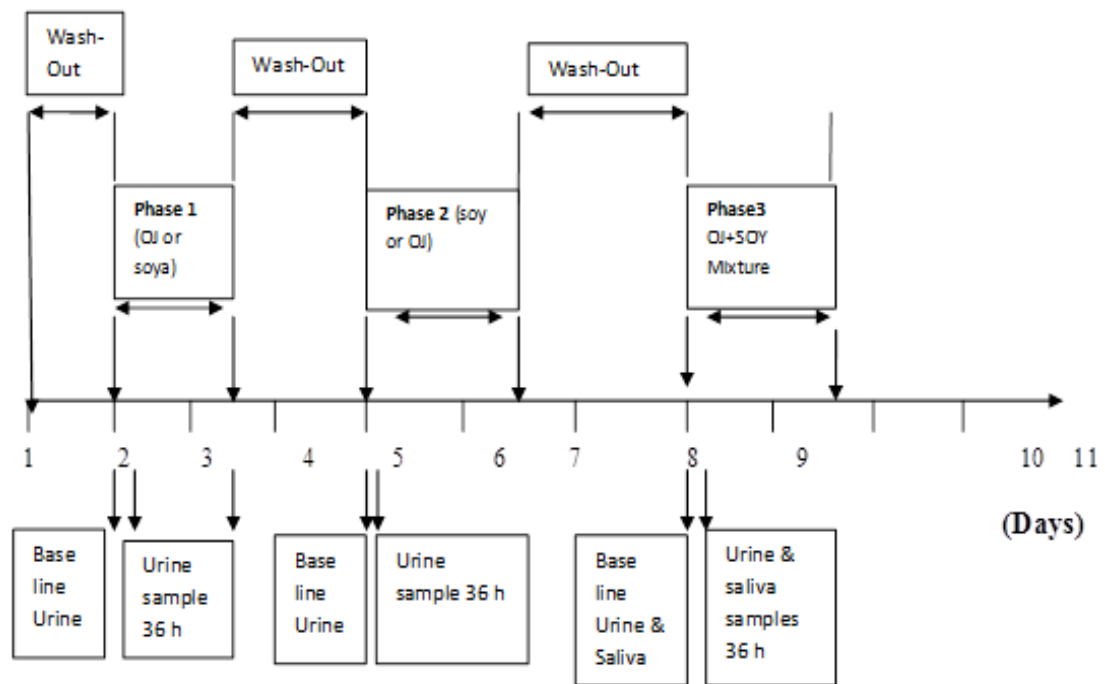 Wash-
Out
Wash-Out
Wash-Out
Phase 1
(OJ or
soya)
Phase 2 (soy
or OJ)
Phase3
OJ+SOY
Mixture
1 2 3 4 5 6 7 8 9 10 11
(Days)
Base
line
Urine
Urine
sample
36 h
Base
line
Urine
Urine
sample 36 h
Base
line
Urine &
Saliva
Urine &
saliva
samples
36 h